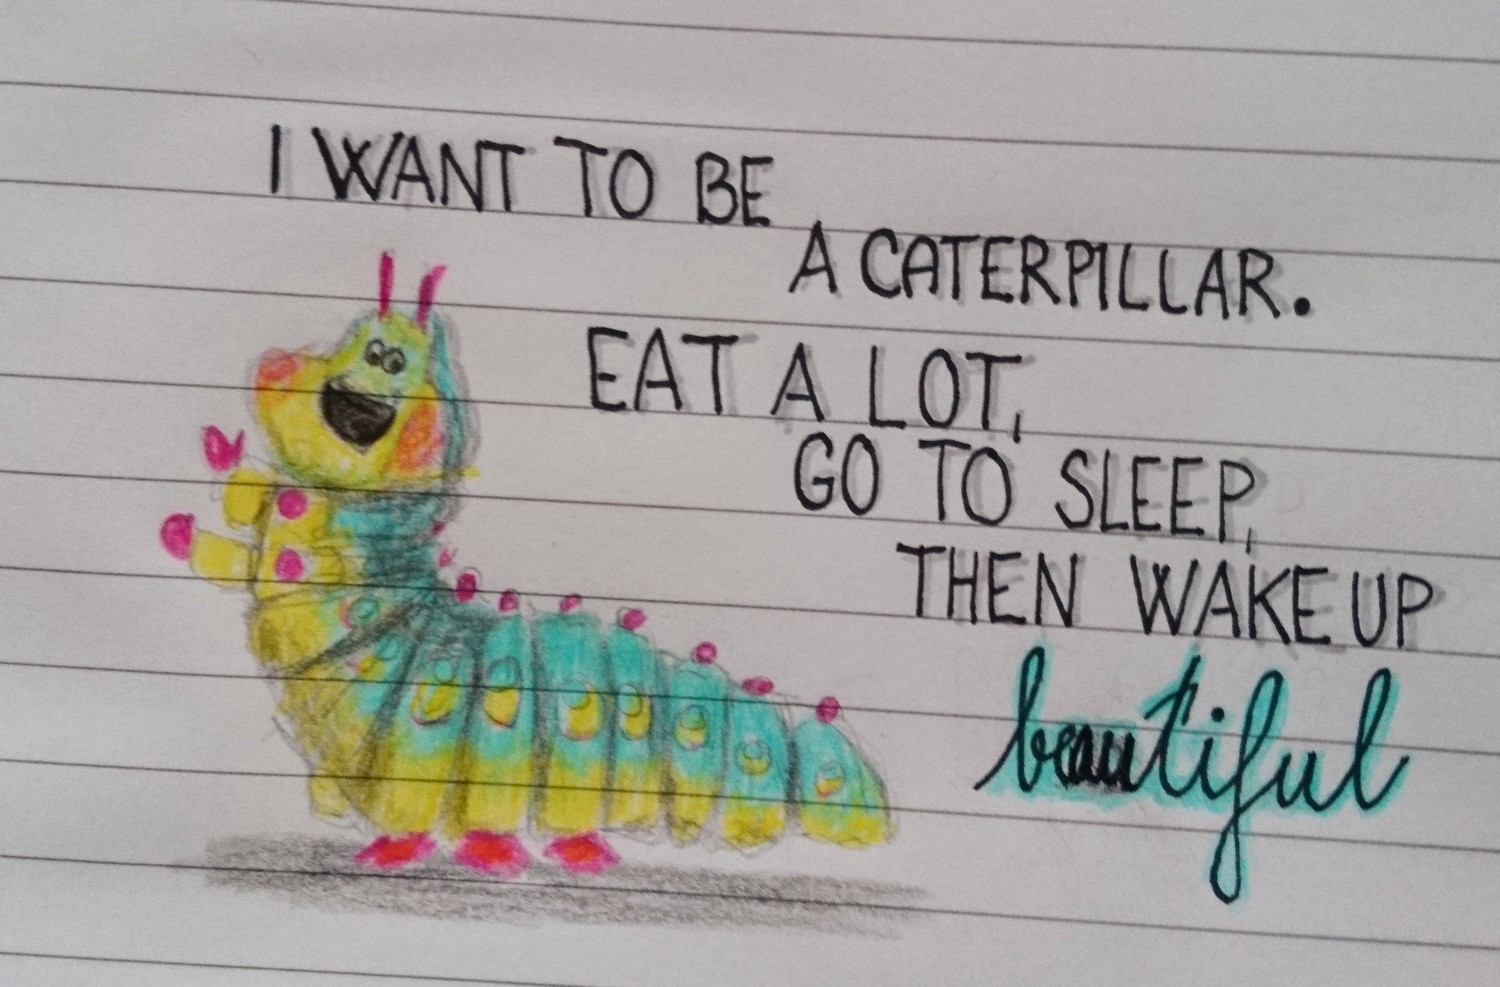 I WANT TO BE
A CATERPILLAR.
EAT A LOT,
GO TO SLEEP,
THEN WAKE UP
beautiful